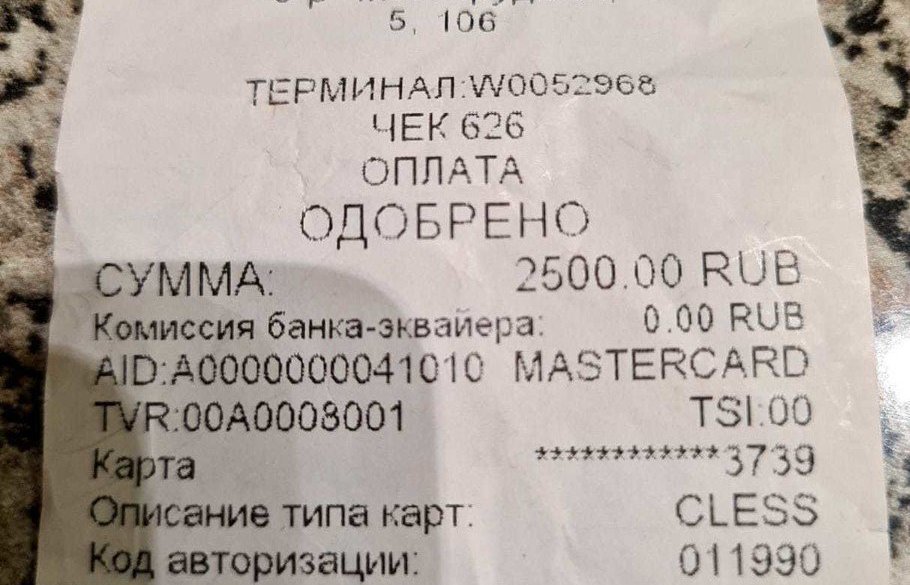 5, 106
ТЕРМИНАЛ:W0052968
ЧЕК 626
ОПЛАТА
ОДОБРЕНО
СУММА: 2500.00 RUB
Комиссия банка-эквайера: 0.00 RUB
AID:A0000000041010 MASTERCARD
TVR:00A0008001 TSI:00
Карта ************3739
Описание типа карт: CLESS
Код авторизации: 011990